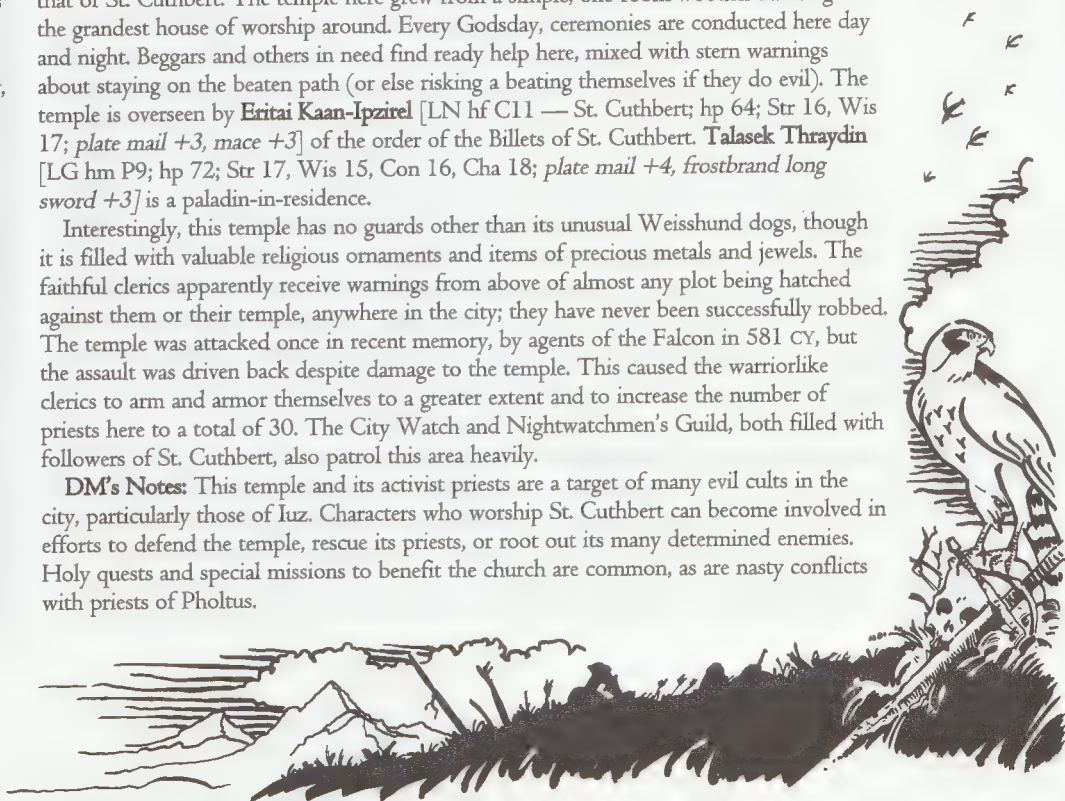 that of St. Cuthbert. The temple here grew from a simple, one-room wooden
the grandest house of worship around. Every Godsday, ceremonies are conducted here day
and night. Beggars and others in need find ready help here, mixed with stern warnings
about staying on the beaten path (or else risking a beating themselves if they do evil). The
temple is overseen by Eritai Kaan-Ipzirel [LN hf C11 — St. Cuthbert; hp 64; Str 16, Wis
17; plate mail +3, mace +3] of the order of the Billets of St. Cuthbert. Talasek Thraydin
[LG hm P9; hp 72; Str 17, Wis 15, Con 16, Cha 18; plate mail +4, frostbrand long
sword +3] is a paladin-in-residence.
Interestingly, this temple has no guards other than its unusual Weisshund dogs, though
it is filled with valuable religious ornaments and items of precious metals and jewels. The
faithful clerics apparently receive warnings from above of almost any plot being hatched
against them or their temple, anywhere in the city; they have never been successfully robbed.
The temple was attacked once in recent memory, by agents of the Falcon in 581 CY, but
the assault was driven back despite damage to the temple. This caused the warriorlike
clerics to arm and armor themselves to a greater extent and to increase the number of
priests here to a total of 30. The City Watch and Nightwatchmen's Guild, both filled with
followers of St. Cuthbert, also patrol this area heavily.
DM's Notes: This temple and its activist priests are a target of many evil cults in the
city, particularly those of Iuz. Characters who worship St. Cuthbert can become involved in
efforts to defend the temple, rescue its priests, or root out its many determined enemies.
Holy quests and special missions to benefit the church are common, as are nasty conflicts
with priests of Pholtus.